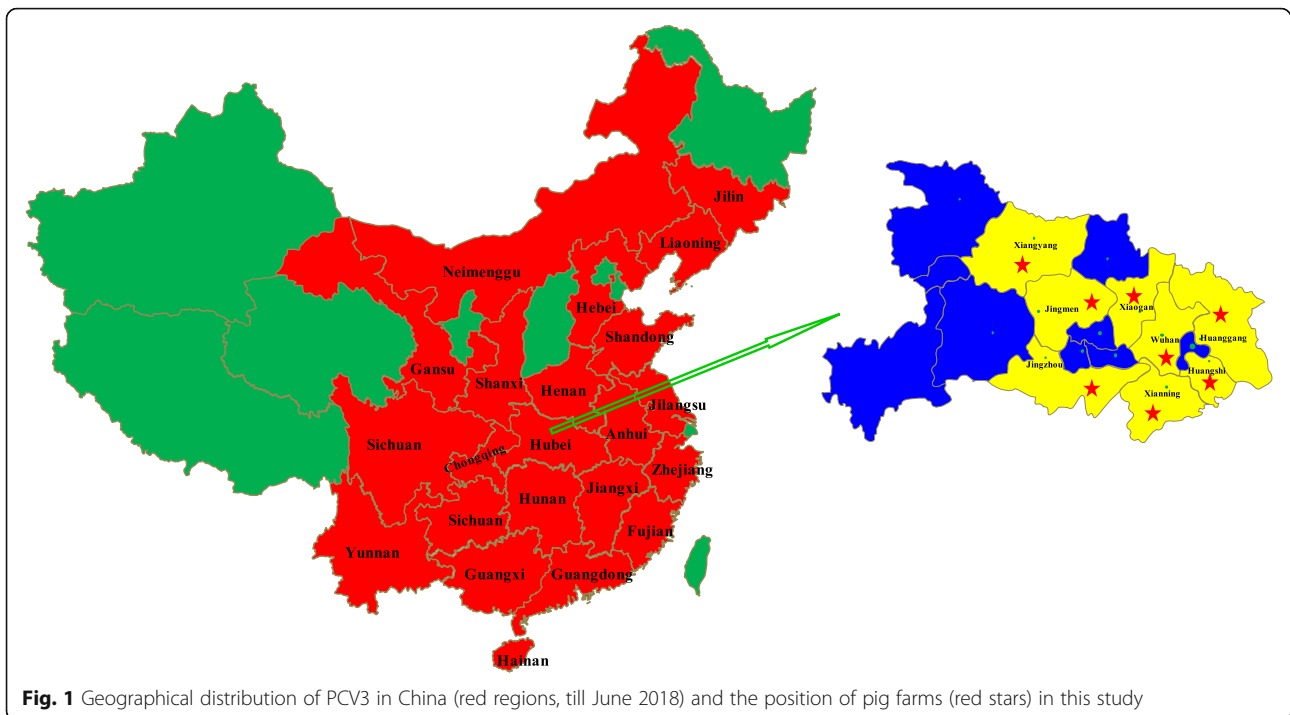 Jilin
Liaoning
Neimenggu
Hebei
Shandong
Gansu
Shanxi
Henan
Jilangsu
Sichuan
Chongqing
Hubei
Anhui
Zhejiang
Hunan
Jiangxi
Sichuan
Fujian
Yunnan
Guangxi
Guangdong
Hainan
Xiangyang
Jingmen
Xiaogan
Wuhan
Huanggang
Jingzhou
Huangshi
Xianning
Fig. 1 Geographical distribution of PCV3 in China (red regions, till June 2018) and the position of pig farms (red stars) in this study